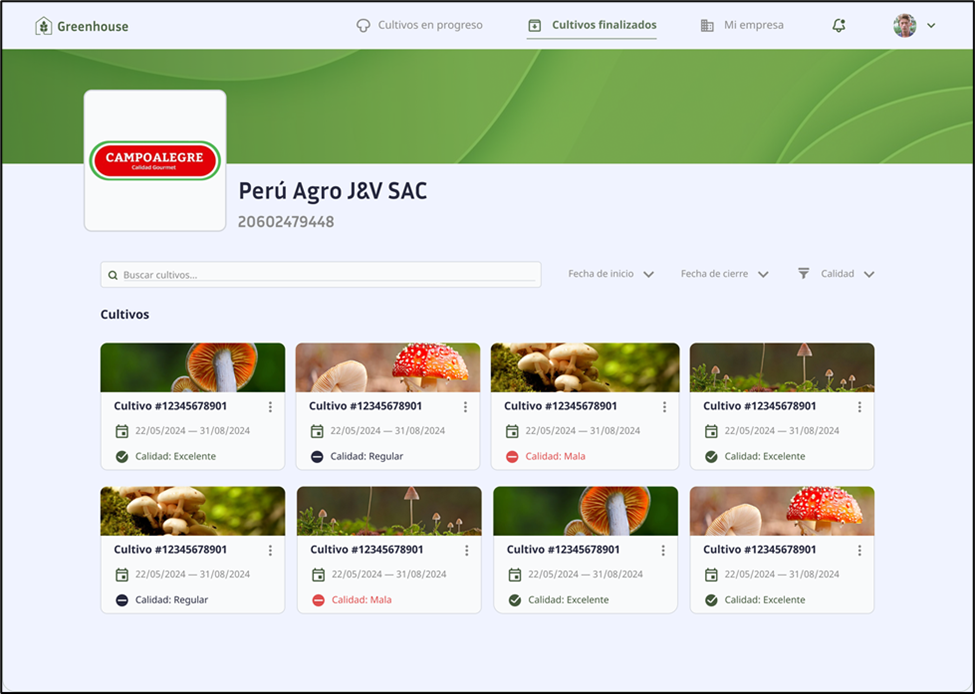 Greenhouse
Cultivos en progreso
Cultivos finalizados
Mi empresa
CAMPOALEGRE
Calidad Gourmet
Perú Agro J&V SAC
20602479448
Buscar cultivos...
Fecha de inicio
Fecha de cierre
Calidad
Cultivos
Cultivo #12345678901
22/05/2024 — 31/08/2024
Calidad: Excelente
Cultivo #12345678901
22/05/2024 — 31/08/2024
Calidad: Regular
Cultivo #12345678901
22/05/2024 — 31/08/2024
Calidad: Mala
Cultivo #12345678901
22/05/2024 — 31/08/2024
Calidad: Excelente
Cultivo #12345678901
22/05/2024 — 31/08/2024
Calidad: Regular
Cultivo #12345678901
22/05/2024 — 31/08/2024
Calidad: Mala
Cultivo #12345678901
22/05/2024 — 31/08/2024
Calidad: Excelente
Cultivo #12345678901
22/05/2024 — 31/08/2024
Calidad: Excelente